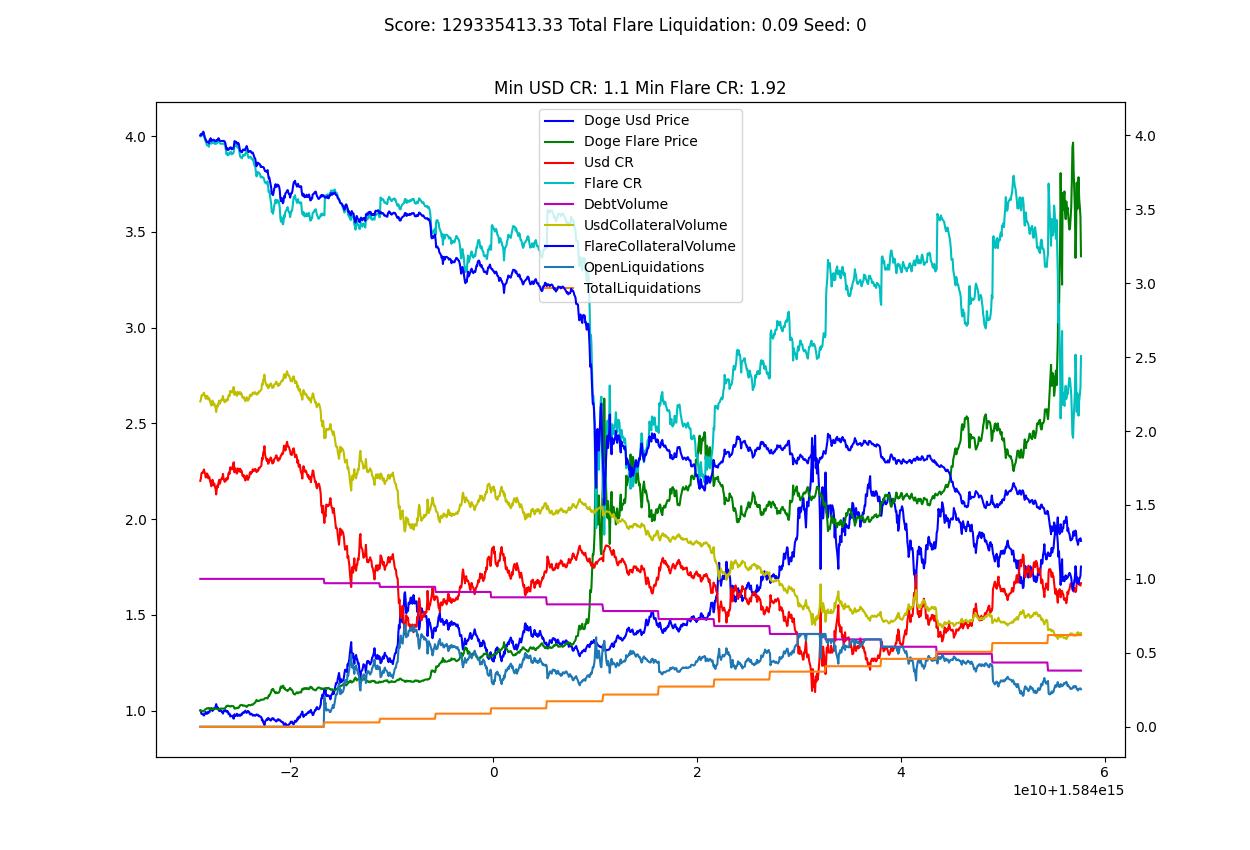 Score: 129335413.33 Total Flare Liquidation: 0.09 Seed: 0
Min USD CR: 1.1 Min Flare CR: 1.92
Doge Usd Price
Doge Flare Price
Usd CR
Flare CR
DebtVolume
UsdCollateralVolume
FlareCollateralVolume
OpenLiquidations
TotalLiquidations
4.0
3.5
3.0
2.5
2.0
1.5
1.0
4.0
3.5
3.0
2.5
2.0
1.5
1.0
0.5
0.0
−2 0 2 4 6
1e10+1.584e15